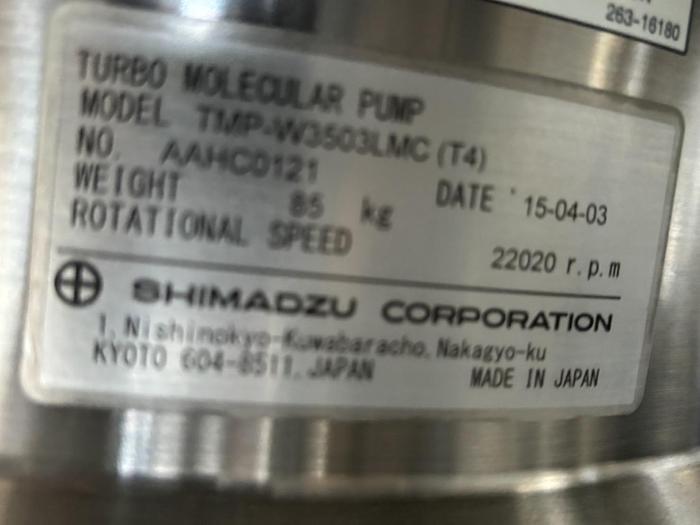 263-16180
TURBO MOLECULAR PUMP
MODEL TMP-W3503LMC (T4)
NO. AAHC0121 DATE '15-04-03
WEIGHT 85 kg
ROTATIONAL SPEED 22020 r.p.m
SHIMADZU CORPORATION
1, Nishinokyo-Kuwabaracho, Nakagyo-ku
KYOTO 604-8511, JAPAN MADE IN JAPAN